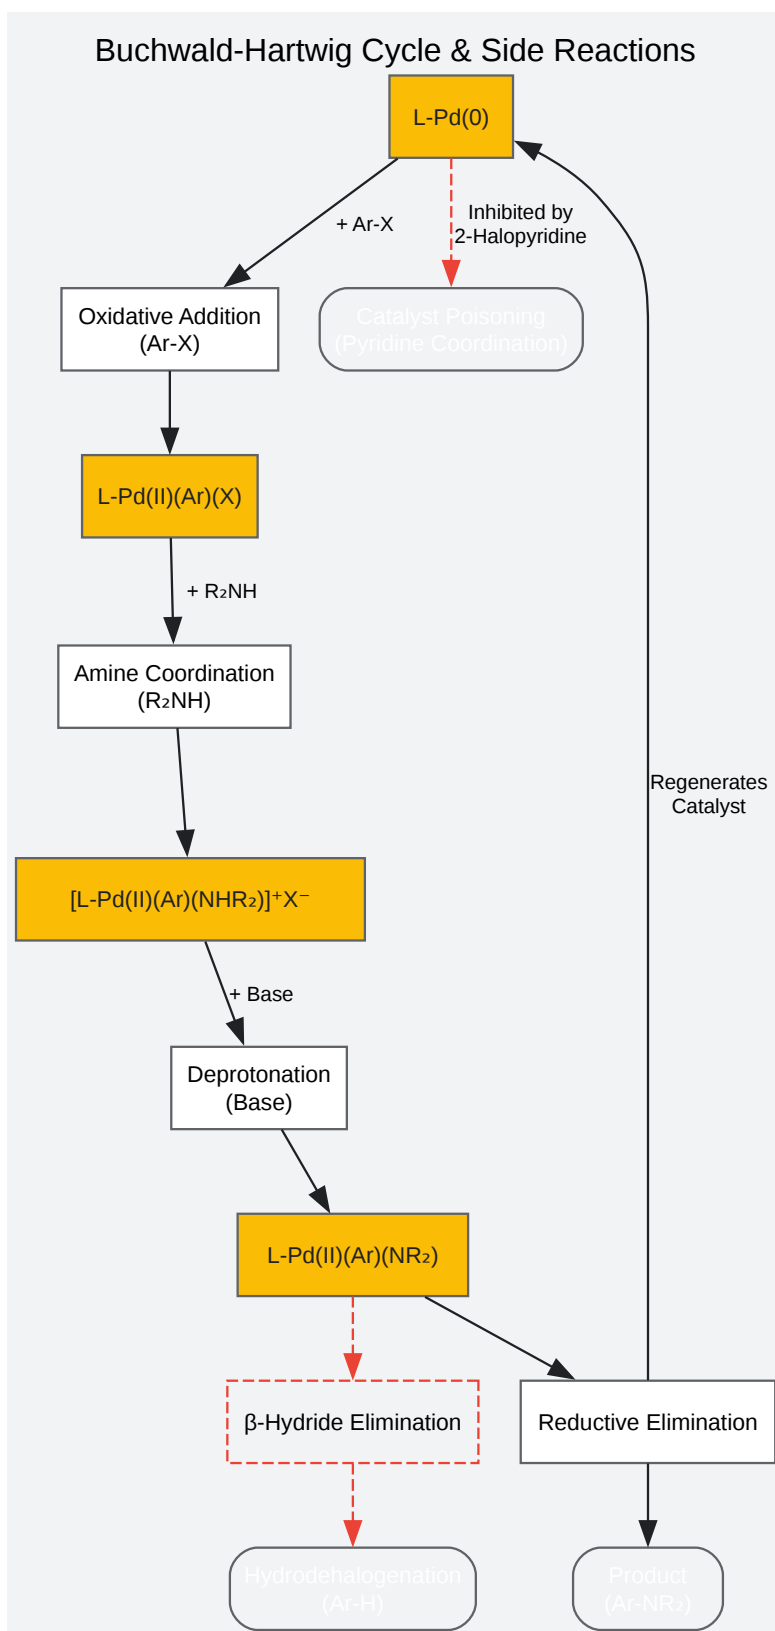 Buchwald-Hartwig Cycle & Side Reactions
L-Pd(0)
+ Ar-X
Inhibited by
2-Halopyridine
Oxidative Addition
(Ar-X)
Catalyst Poisoning
(Pyridine Coordination)
L-Pd(II)(Ar)(X)
+ R₂NH
Amine Coordination
(R₂NH)
Regenerates
Catalyst
[L-Pd(II)(Ar)(NHR₂)]⁺X⁻
+ Base
Deprotonation
(Base)
L-Pd(II)(Ar)(NR₂)
β-Hydride Elimination
Reductive Elimination
Hydrodehalogenation
(Ar-H)
Product
(Ar-NR₂)